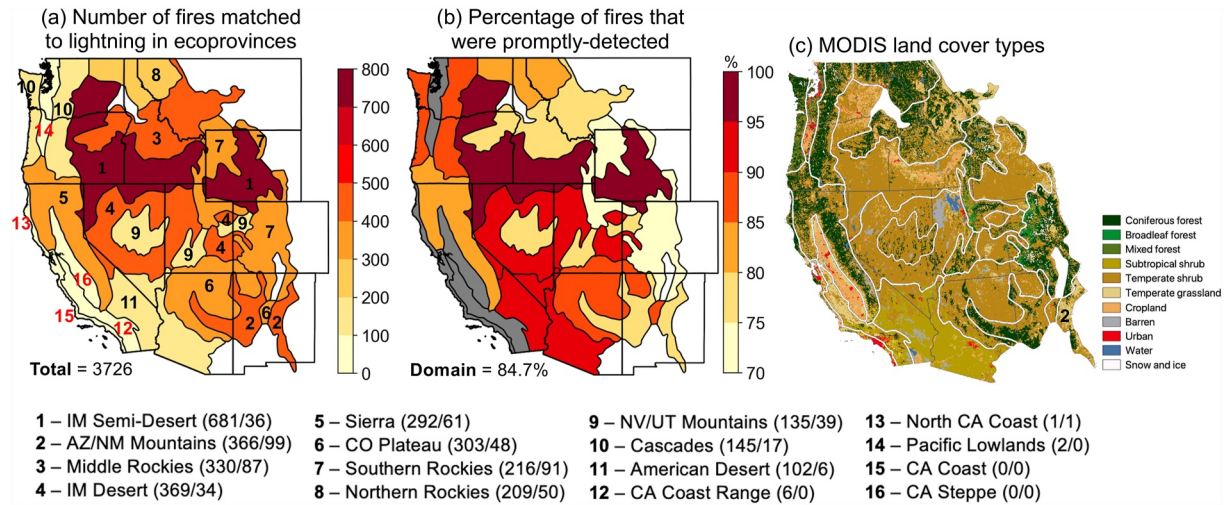 (a) Number of fires matched
to lightning in ecoprovinces
(b) Percentage of fires that
were promptly-detected
(c) MODIS land cover types
10
10
14
8
3
7
7
1
1
5
13
4
9
4
9
4
9
7
16
11
6
15
12
2
6
2
800
700
600
500
400
300
200
100
0
Total = 3726
%
100
95
90
85
80
75
70
Domain = 84.7%
2
Coniferous forest
Broadleaf forest
Mixed forest
Subtropical shrub
Temperate shrub
Temperate grassland
Cropland
Barren
Urban
Water
Snow and ice
1 – IM Semi-Desert (681/36)
2 – AZ/NM Mountains (366/99)
3 – Middle Rockies (330/87)
4 – IM Desert (369/34)
5 – Sierra (292/61)
6 – CO Plateau (303/48)
7 – Southern Rockies (216/91)
8 – Northern Rockies (209/50)
9 – NV/UT Mountains (135/39)
10 – Cascades (145/17)
11 – American Desert (102/6)
12 – CA Coast Range (6/0)
13 – North CA Coast (1/1)
14 – Pacific Lowlands (2/0)
15 – CA Coast (0/0)
16 – CA Steppe (0/0)